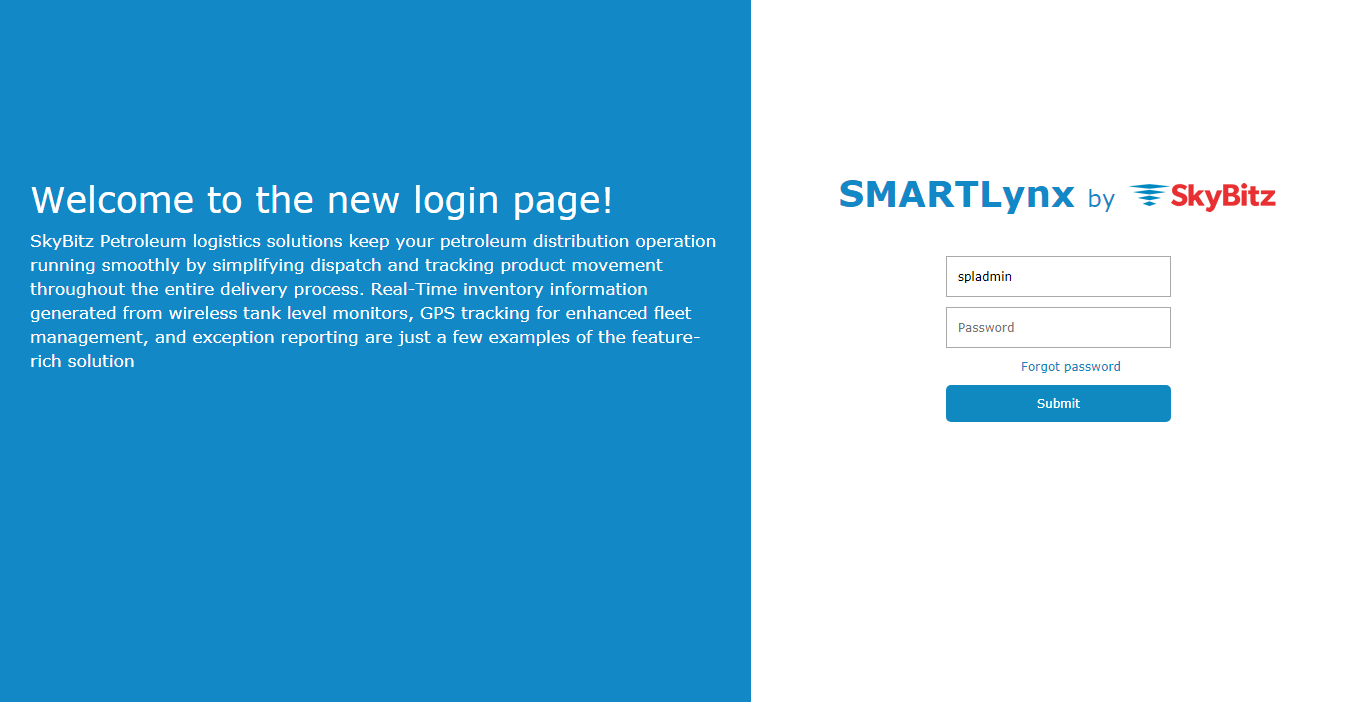 Welcome to the new login page!
SkyBitz Petroleum logistics solutions keep your petroleum distribution operation
running smoothly by simplifying dispatch and tracking product movement
throughout the entire delivery process. Real-Time inventory information
generated from wireless tank level monitors, GPS tracking for enhanced fleet
management, and exception reporting are just a few examples of the feature-
rich solution
SMARTLynx by SkyBitz
spladmin
Password
Forgot password
Submit